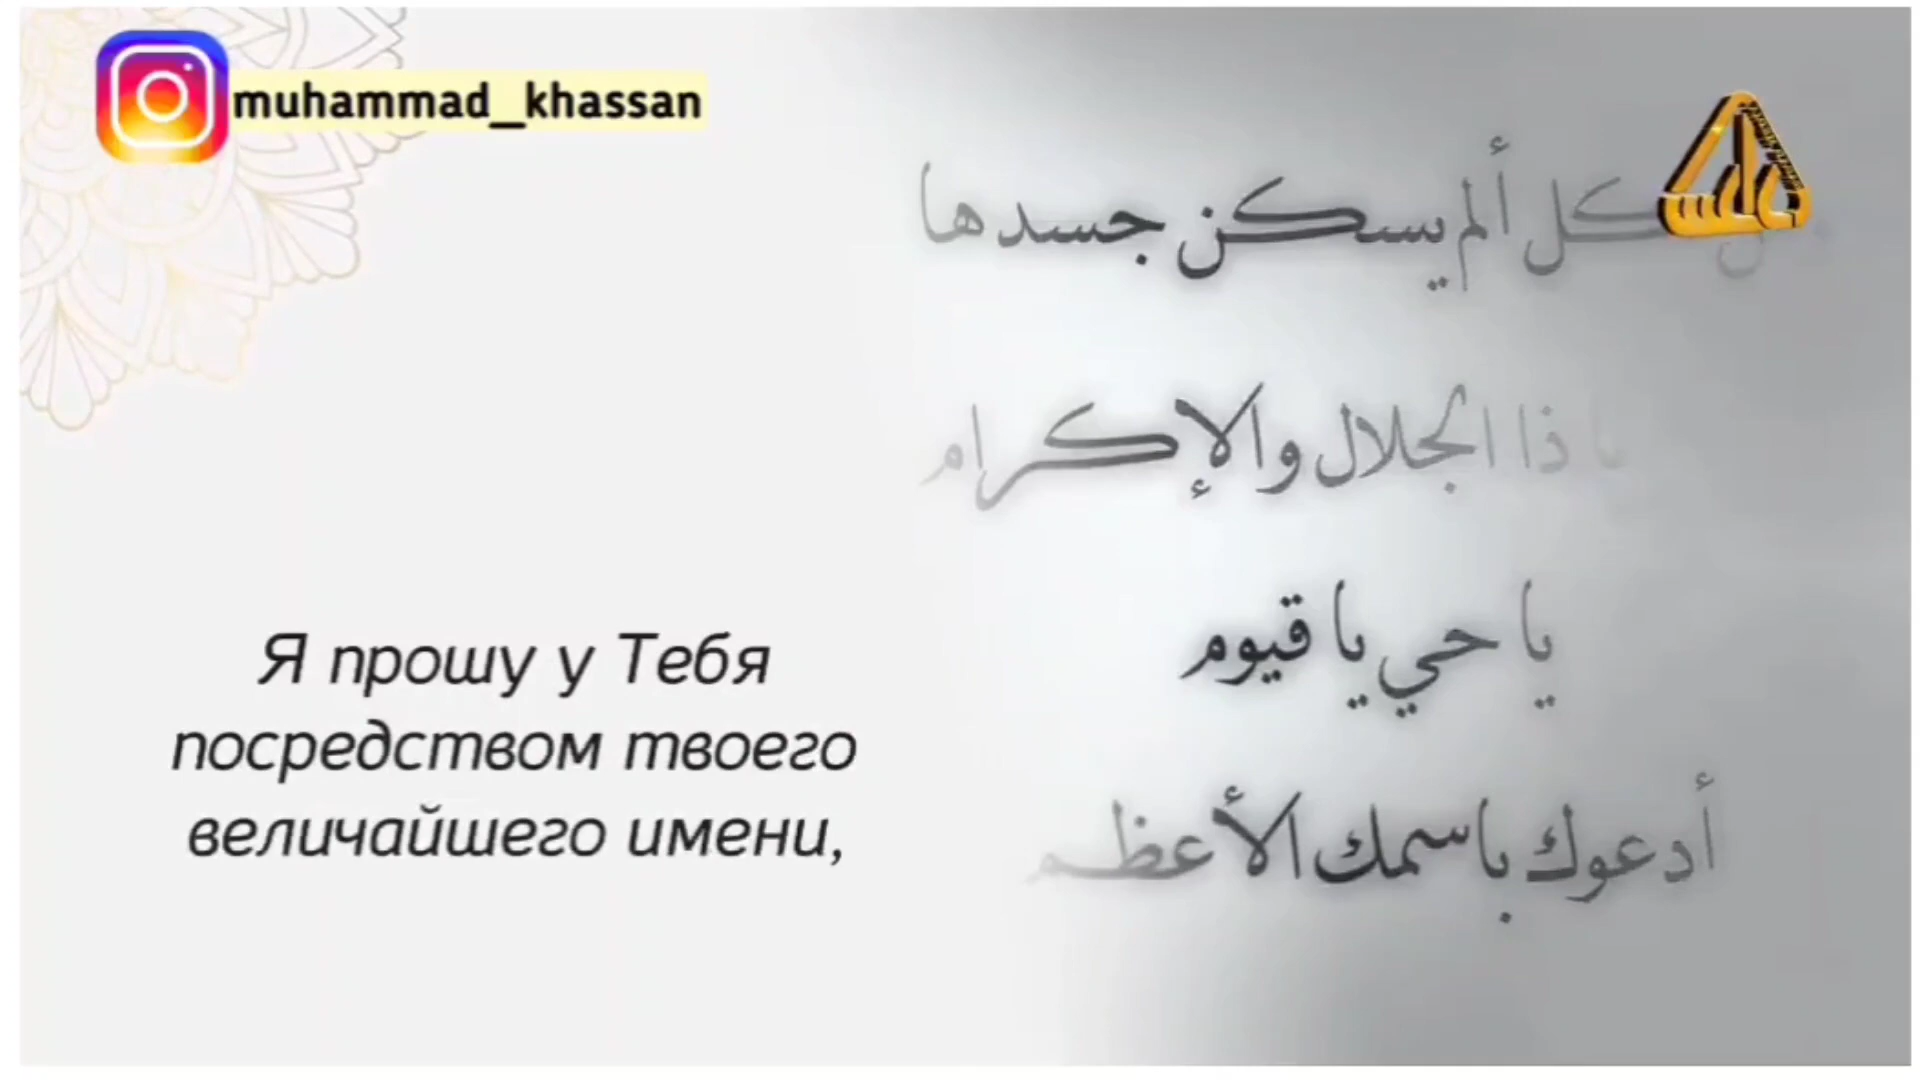 muhammad_khassan
كل ألم يسكن جسدها
يا ذا الجلال والإكرام
يا حي يا قيوم
أدعوك باسمك الأعظم
Я прошу у Тебя
посредством твоего
величайшего имени,